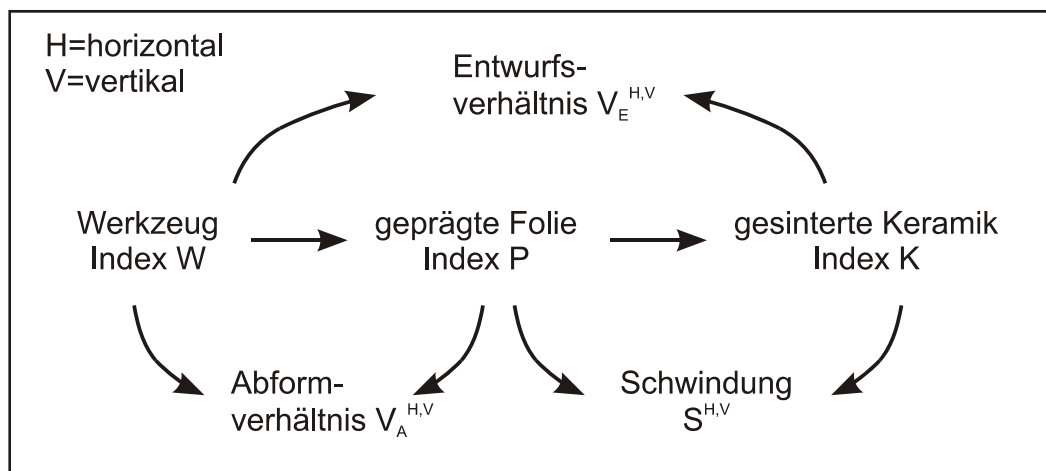 H=horizontal
V=vertikal
Entwurfs-
verhältnis V_E^H,V
Werkzeug
Index W
geprägte Folie
Index P
gesinterte Keramik
Index K
Abform-
verhältnis V_A^H,V
Schwindung
S^H,V